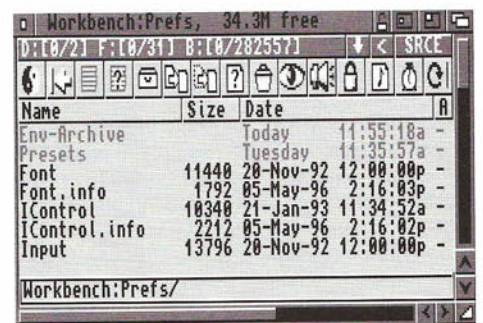 Workbench:Prefs, 34.3M free
D:[0/2] F:[0/31] B:[0/282557] SRCE
Name Size Date A
Env-Archive Today 11:55:18a -
Presets Tuesday 11:35:57a -
Font 11440 20-Nov-92 12:00:00p -
Font.info 1792 05-May-96 2:16:03p -
IControl 10340 21-Jan-93 11:34:52a -
IControl.info 2212 05-May-96 2:16:02p -
Input 13796 20-Nov-92 12:00:00p -
Workbench:Prefs/